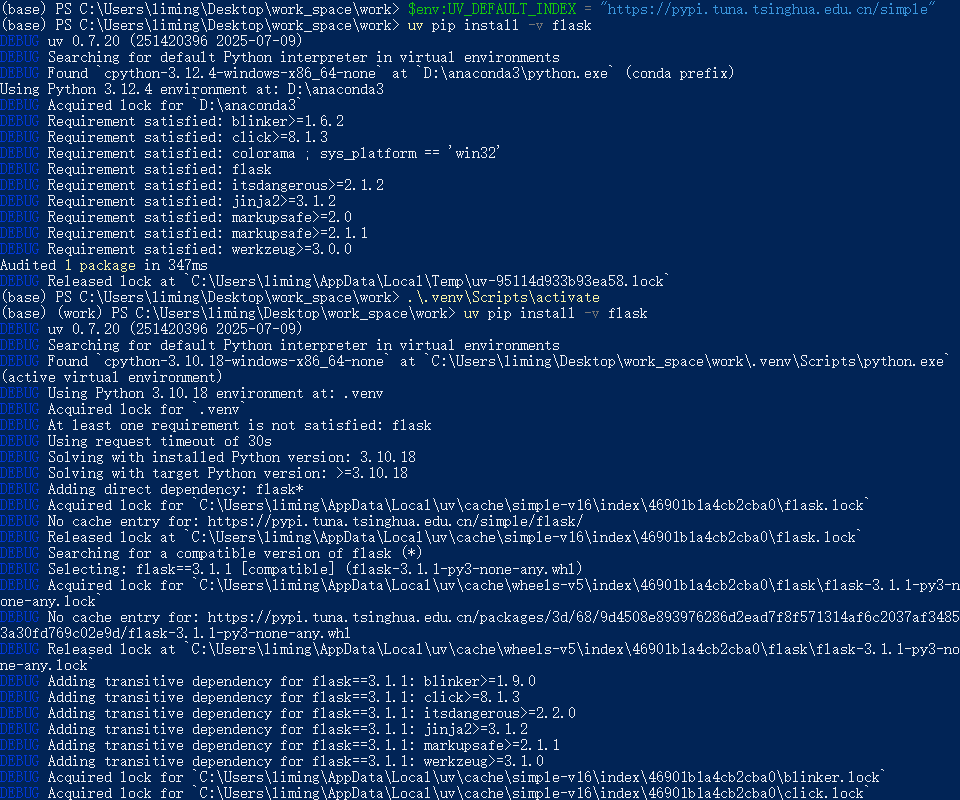 (base) PS C:\Users\liming\Desktop\work_space\work> $env:UV_DEFAULT_INDEX = "https://pypi.tuna.tsinghua.edu.cn/simple"
(base) PS C:\Users\liming\Desktop\work_space\work> uv pip install -v flask
DEBUG uv 0.7.20 (251420396 2025-07-09)
DEBUG Searching for default Python interpreter in virtual environments
DEBUG Found `cpython-3.12.4-windows-x86_64-none` at `D:\anaconda3\python.exe` (conda prefix)
Using Python 3.12.4 environment at: D:\anaconda3
DEBUG Acquired lock for `D:\anaconda3`
DEBUG Requirement satisfied: blinker>=1.6.2
DEBUG Requirement satisfied: click>=8.1.3
DEBUG Requirement satisfied: colorama ; sys_platform == 'win32'
DEBUG Requirement satisfied: flask
DEBUG Requirement satisfied: itsdangerous>=2.1.2
DEBUG Requirement satisfied: jinja2>=3.1.2
DEBUG Requirement satisfied: markupsafe>=2.0
DEBUG Requirement satisfied: markupsafe>=2.1.1
DEBUG Requirement satisfied: werkzeug>=3.0.0
Audited 1 package in 347ms
DEBUG Released lock at `C:\Users\liming\AppData\Local\Temp\uv-95114d933b93ea58.lock`
(base) PS C:\Users\liming\Desktop\work_space\work> .\.venv\Scripts\activate
(base) (work) PS C:\Users\liming\Desktop\work_space\work> uv pip install -v flask
DEBUG uv 0.7.20 (251420396 2025-07-09)
DEBUG Searching for default Python interpreter in virtual environments
DEBUG Found `cpython-3.10.18-windows-x86_64-none` at `C:\Users\liming\Desktop\work_space\work\.venv\Scripts\python.exe`
(active virtual environment)
DEBUG Using Python 3.10.18 environment at: .venv
DEBUG Acquired lock for `.venv`
DEBUG At least one requirement is not satisfied: flask
DEBUG Using request timeout of 30s
DEBUG Solving with installed Python version: 3.10.18
DEBUG Solving with target Python version: >=3.10.18
DEBUG Adding direct dependency: flask*
DEBUG Acquired lock for `C:\Users\liming\AppData\Local\uv\cache\simple-v16\index\46901b1a4cb2cba0\flask.lock`
DEBUG No cache entry for: https://pypi.tuna.tsinghua.edu.cn/simple/flask/
DEBUG Released lock at `C:\Users\liming\AppData\Local\uv\cache\simple-v16\index\46901b1a4cb2cba0\flask.lock`
DEBUG Searching for a compatible version of flask (*)
DEBUG Selecting: flask==3.1.1 [compatible] (flask-3.1.1-py3-none-any.whl)
DEBUG Acquired lock for `C:\Users\liming\AppData\Local\uv\cache\wheels-v5\index\46901b1a4cb2cba0\flask\flask-3.1.1-py3-n
one-any.lock`
DEBUG No cache entry for: https://pypi.tuna.tsinghua.edu.cn/packages/3d/68/9d4508e893976286d2ead7f8f571314af6c2037af3485
3a30fd769c02e9d/flask-3.1.1-py3-none-any.whl
DEBUG Released lock at `C:\Users\liming\AppData\Local\uv\cache\wheels-v5\index\46901b1a4cb2cba0\flask\flask-3.1.1-py3-no
ne-any.lock`
DEBUG Adding transitive dependency for flask==3.1.1: blinker>=1.9.0
DEBUG Adding transitive dependency for flask==3.1.1: click>=8.1.3
DEBUG Adding transitive dependency for flask==3.1.1: itsdangerous>=2.2.0
DEBUG Adding transitive dependency for flask==3.1.1: jinja2>=3.1.2
DEBUG Adding transitive dependency for flask==3.1.1: markupsafe>=2.1.1
DEBUG Adding transitive dependency for flask==3.1.1: werkzeug>=3.1.0
DEBUG Acquired lock for `C:\Users\liming\AppData\Local\uv\cache\simple-v16\index\46901b1a4cb2cba0\blinker.lock`
DEBUG Acquired lock for `C:\Users\liming\AppData\Local\uv\cache\simple-v16\index\46901b1a4cb2cba0\click.lock`